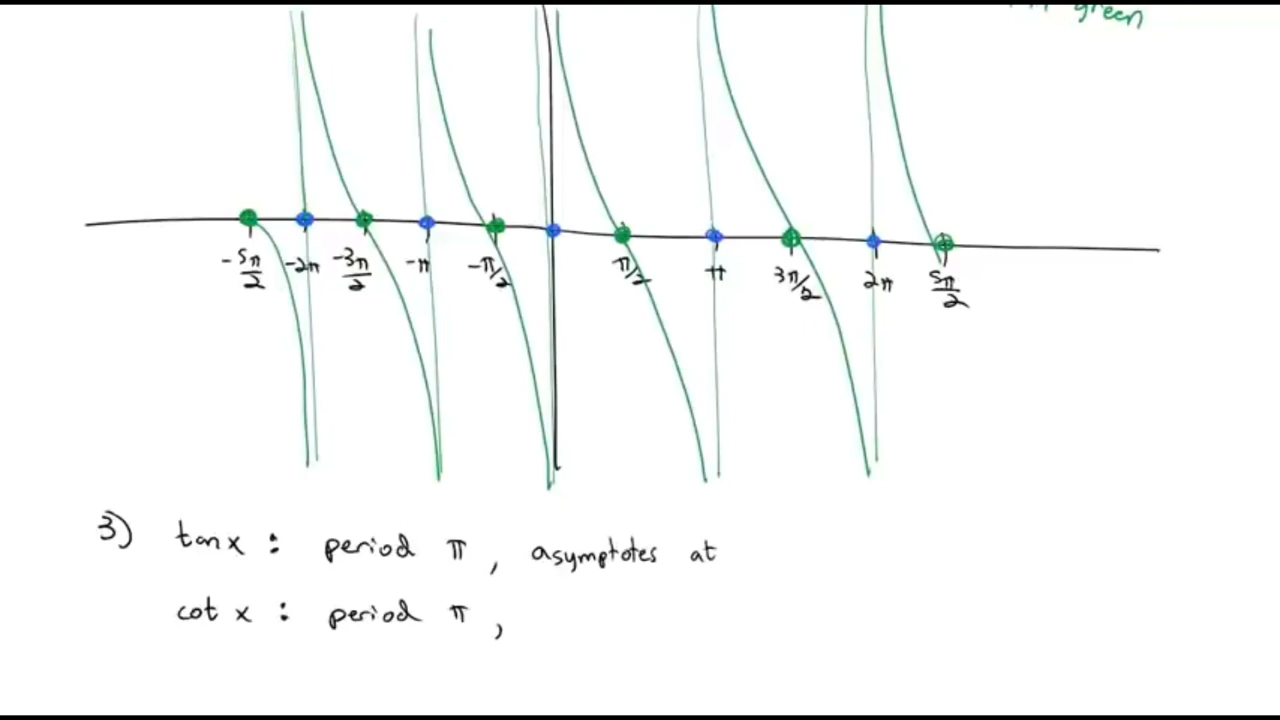 green
-5π/2 -2π -3π/2 -π -π/2 π/2 π 3π/2 2π 5π/2
3) tan x : period π , asymptotes at
cot x : period π ,